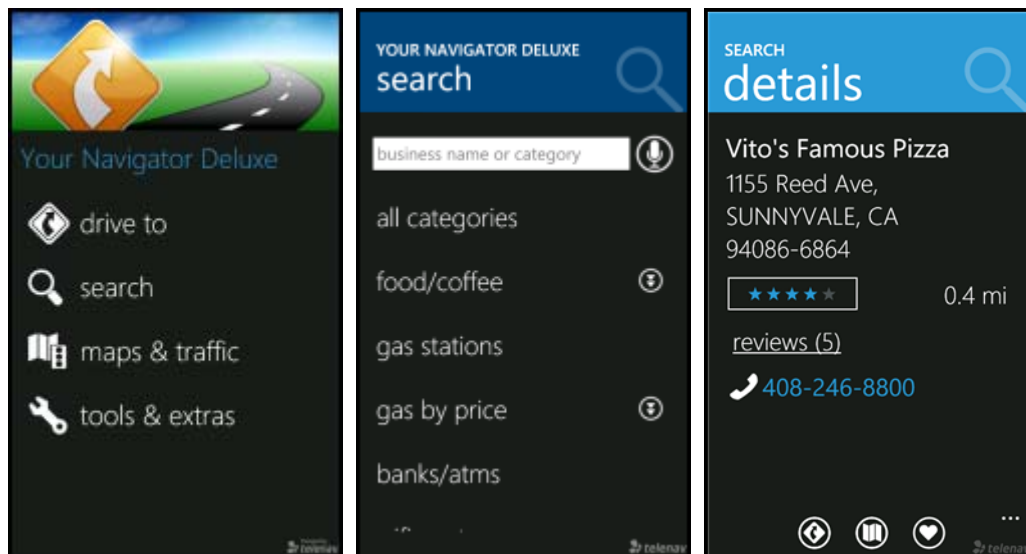 Your Navigator Deluxe
drive to
search
maps & traffic
tools & extras
telenav
YOUR NAVIGATOR DELUXE
search
business name or category
all categories
food/coffee
gas stations
gas by price
banks/atms
telenav
SEARCH
details
Vito's Famous Pizza
1155 Reed Ave,
SUNNYVALE, CA
94086-6864
0.4 mi
reviews (5)
408-246-8800
...
telenav